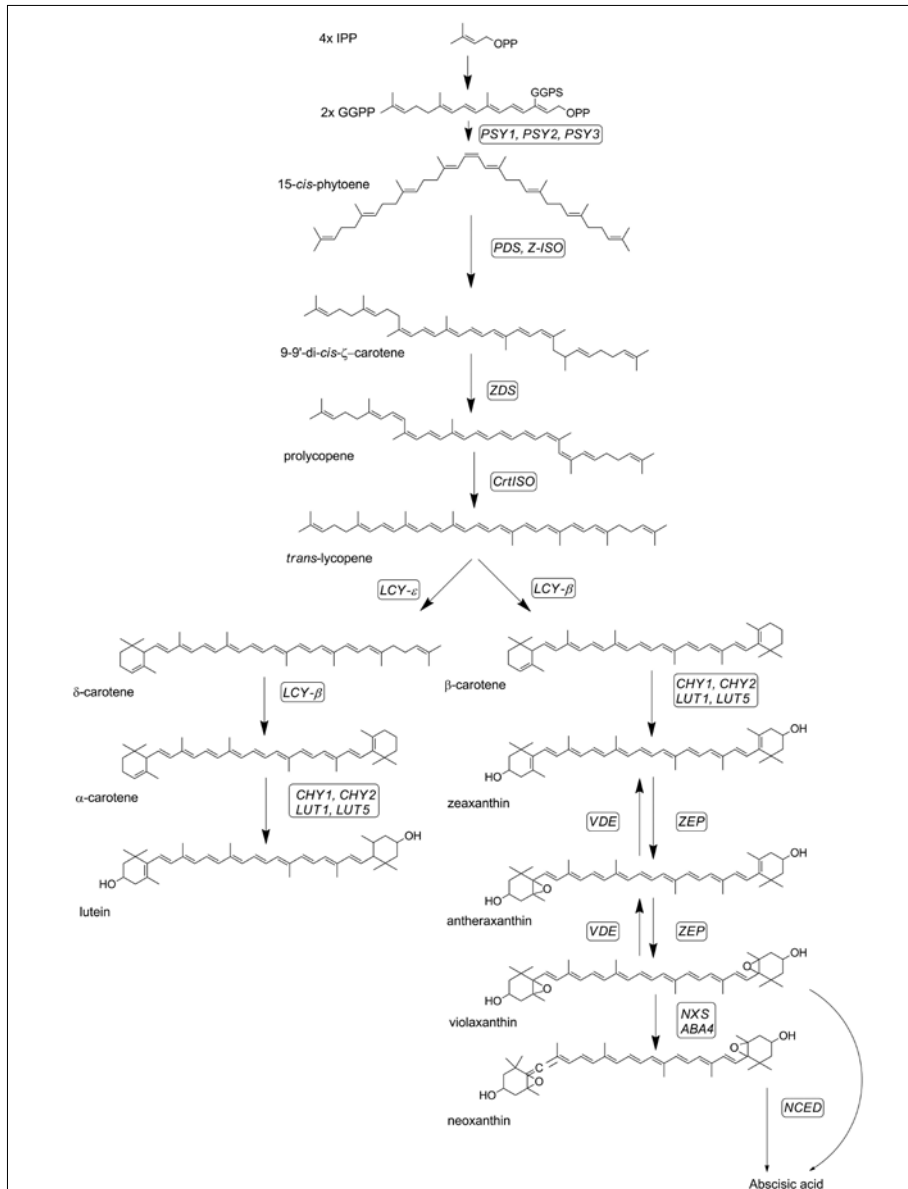 4x IPP
OPP
GGPS
2x GGPP
OPP
PSY1, PSY2, PSY3
15-cis-phytoene
PDS, Z-ISO
9-9'-di-cis-ζ-carotene
ZDS
prolycopene
CrtISO
trans-lycopene
LCY-ε
LCY-β
δ-carotene
LCY-β
β-carotene
CHY1, CHY2
LUT1, LUT5
OH
HO
zeaxanthin
α-carotene
CHY1, CHY2
LUT1, LUT5
OH
HO
lutein
VDE
ZEP
OH
HO
O
antheraxanthin
VDE
ZEP
OH
O
HO
O
violaxanthin
NXS
ABA4
OH
O
C
HO
O
neoxanthin
NCED
Abscisic acid